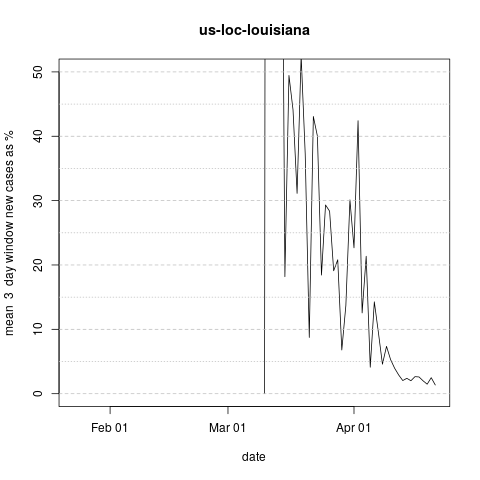 us-loc-louisiana
mean  3  day window new cases as %
50
40
30
20
10
0
Feb 01
Mar 01
Apr 01
date